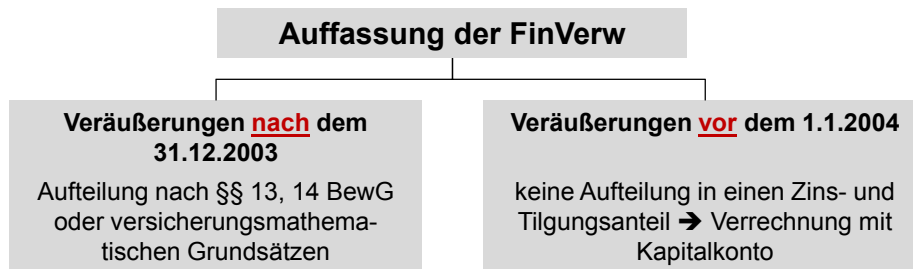 Auffassung der FinVerw
Veräußerungen nach dem
31.12.2003
Aufteilung nach §§ 13, 14 BewG
oder versicherungsmathema-
tischen Grundsätzen
Veräußerungen vor dem 1.1.2004
keine Aufteilung in einen Zins- und
Tilgungsanteil ➔ Verrechnung mit
Kapitalkonto